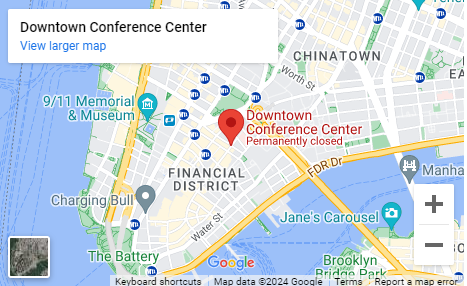 Downtown Conference Center
View larger map
CHINATOWN
Worth St
9/11 Memorial
& Museum
Downtown
Conference Center
Permanently closed
FINANCIAL
DISTRICT
FDR Dr
Manha
Charging Bull
Water St
Jane's Carousel
The Battery
Google
Brooklyn
Bridge Park
Keyboard shortcuts
Map data ©2024 Google
Terms
Report a map error